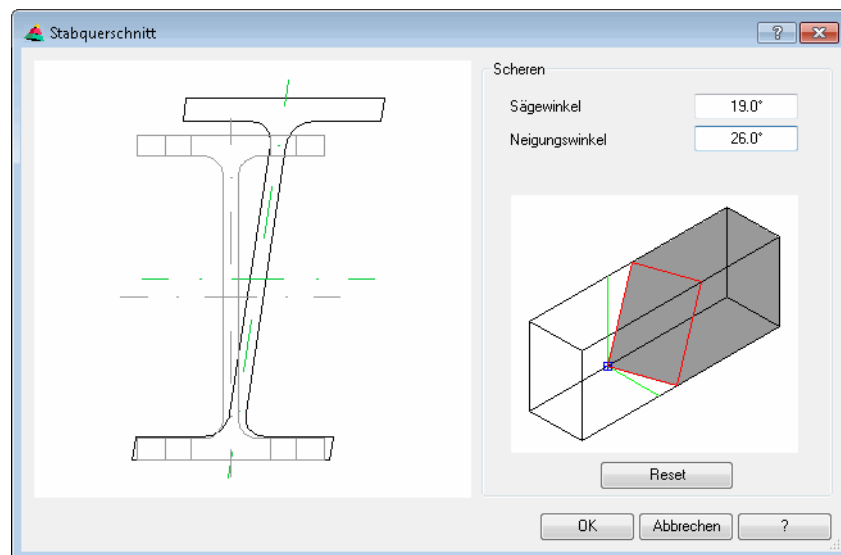 Stabquerschnitt
?
Scheren
Sägewinkel 19.0°
Neigungswinkel 26.0°
Reset
OK Abbrechen ?